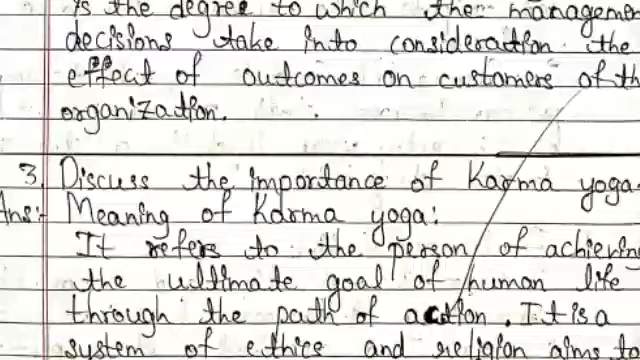 is the degree to which the managemen
decisions take into consideration the
effect of outcomes on customers of th
organization.
3. Discuss the importance of Karma yoga.
Ans:- Meaning of Karma yoga:
It refers to the person of achieving
the ultimate goal of human life
through the path of action. It is a
system of ethics and religion aims to